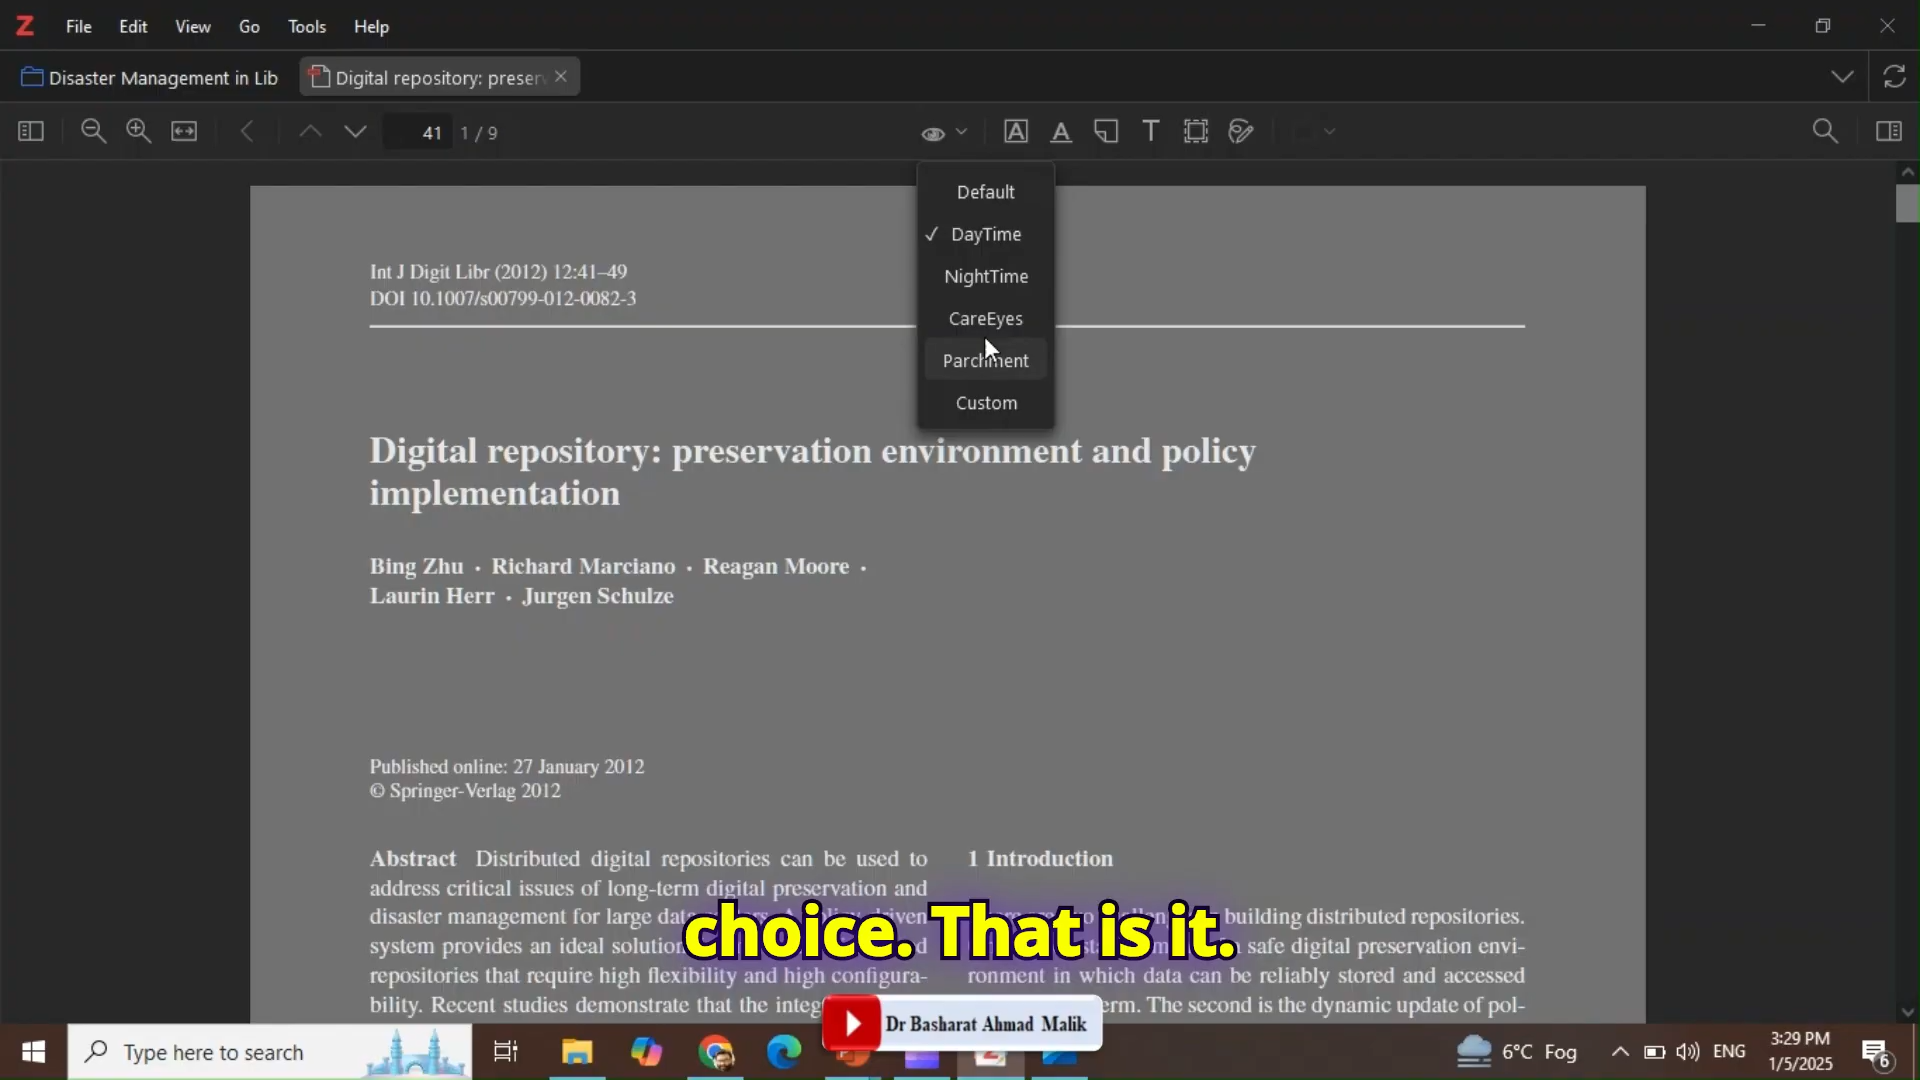 Z File Edit View Go Tools Help
Disaster Management in Lib
Digital repository: preser
41 1 / 9
Default
✓ DayTime
NightTime
CareEyes
Parchment
Custom
Int J Digit Libr (2012) 12:41–49
DOI 10.1007/s00799-012-0082-3
Digital repository: preservation environment and policy
implementation
Bing Zhu · Richard Marciano · Reagan Moore ·
Laurin Herr · Jurgen Schulze
Published online: 27 January 2012
© Springer-Verlag 2012
Abstract Distributed digital repositories can be used to
address critical issues of long-term digital preservation and
disaster management for large data
system provides an ideal solution
repositories that require high flexibility and high configura-
bility. Recent studies demonstrate that the
1 Introduction
building distributed repositories.
safe digital preservation envi-
ronment in which data can be reliably stored and accessed
The second is the dynamic update of pol-
choice. That is it.
Dr Basharat Ahmad Malik
Type here to search
6°C Fog
ENG
3:29 PM
1/5/2025
6